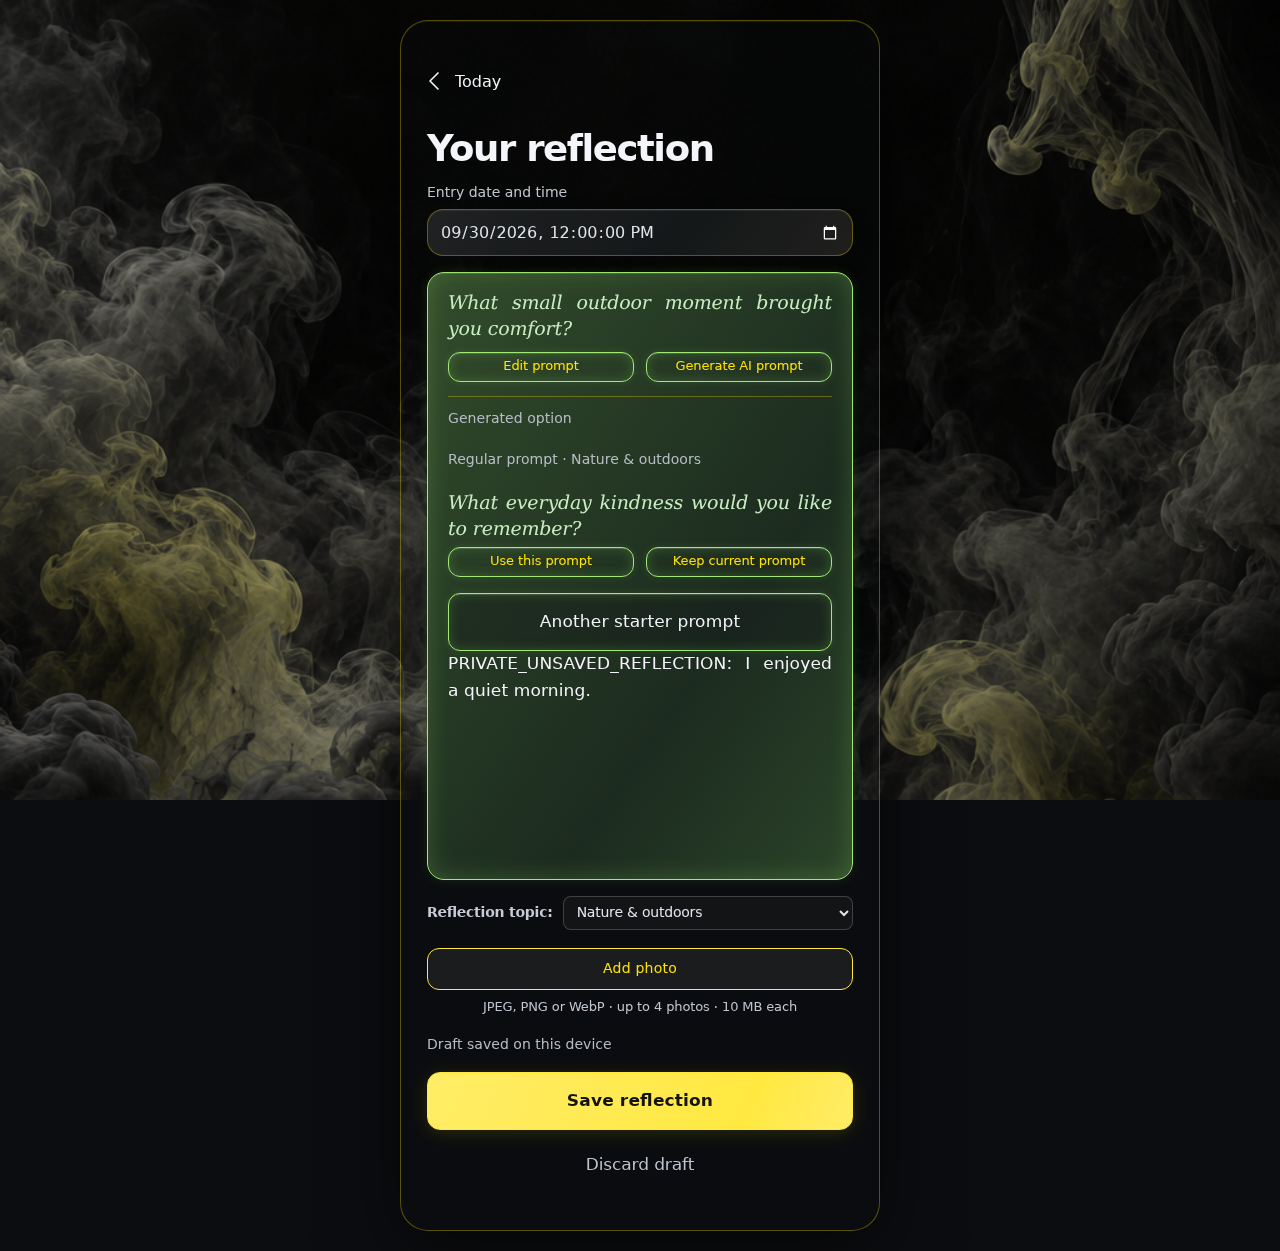 Today
Your reflection
Entry date and time
09/30/2026, 12:00:00 PM
What small outdoor moment brought
you comfort?
Edit prompt
Generate AI prompt
Generated option
Regular prompt · Nature & outdoors
What everyday kindness would you like
to remember?
Use this prompt
Keep current prompt
Another starter prompt
PRIVATE_UNSAVED_REFLECTION: I enjoyed
a quiet morning.
Reflection topic:
Nature & outdoors
Add photo
JPEG, PNG or WebP · up to 4 photos · 10 MB each
Draft saved on this device
Save reflection
Discard draft